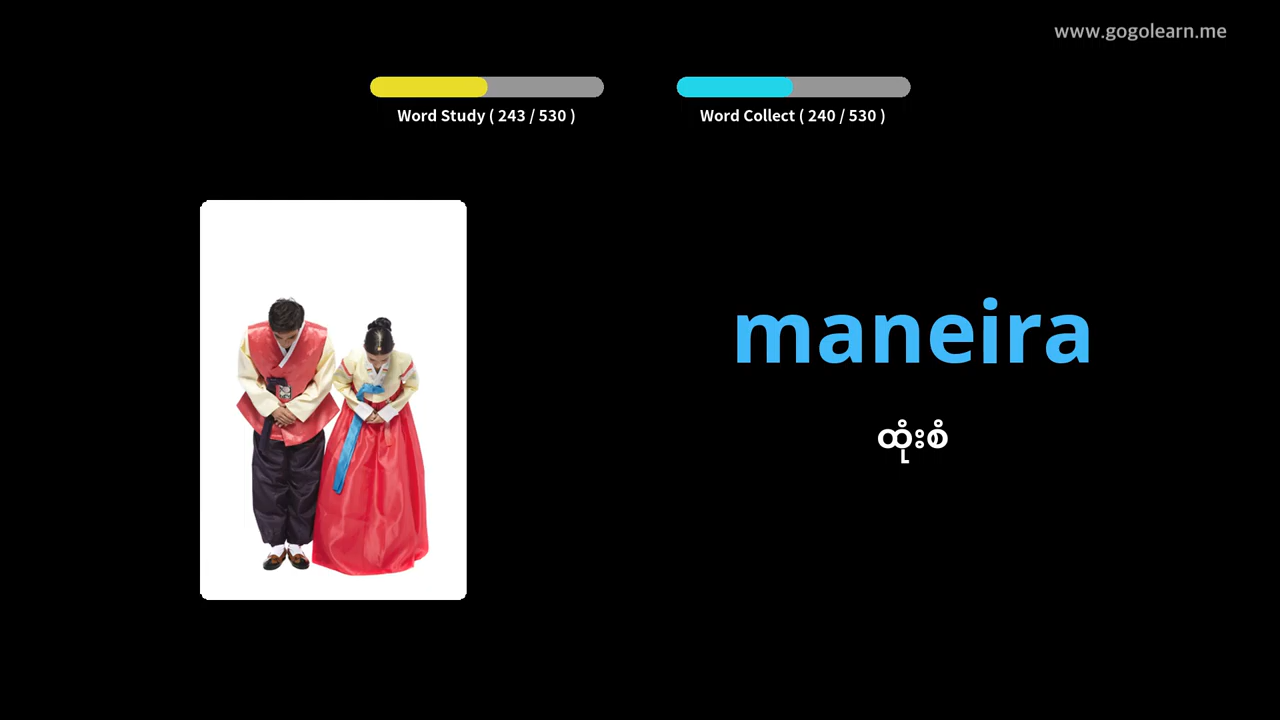 www.gogolearn.me
Word Study ( 243 / 530 )
Word Collect ( 240 / 530 )
maneira
ထုံးစံ